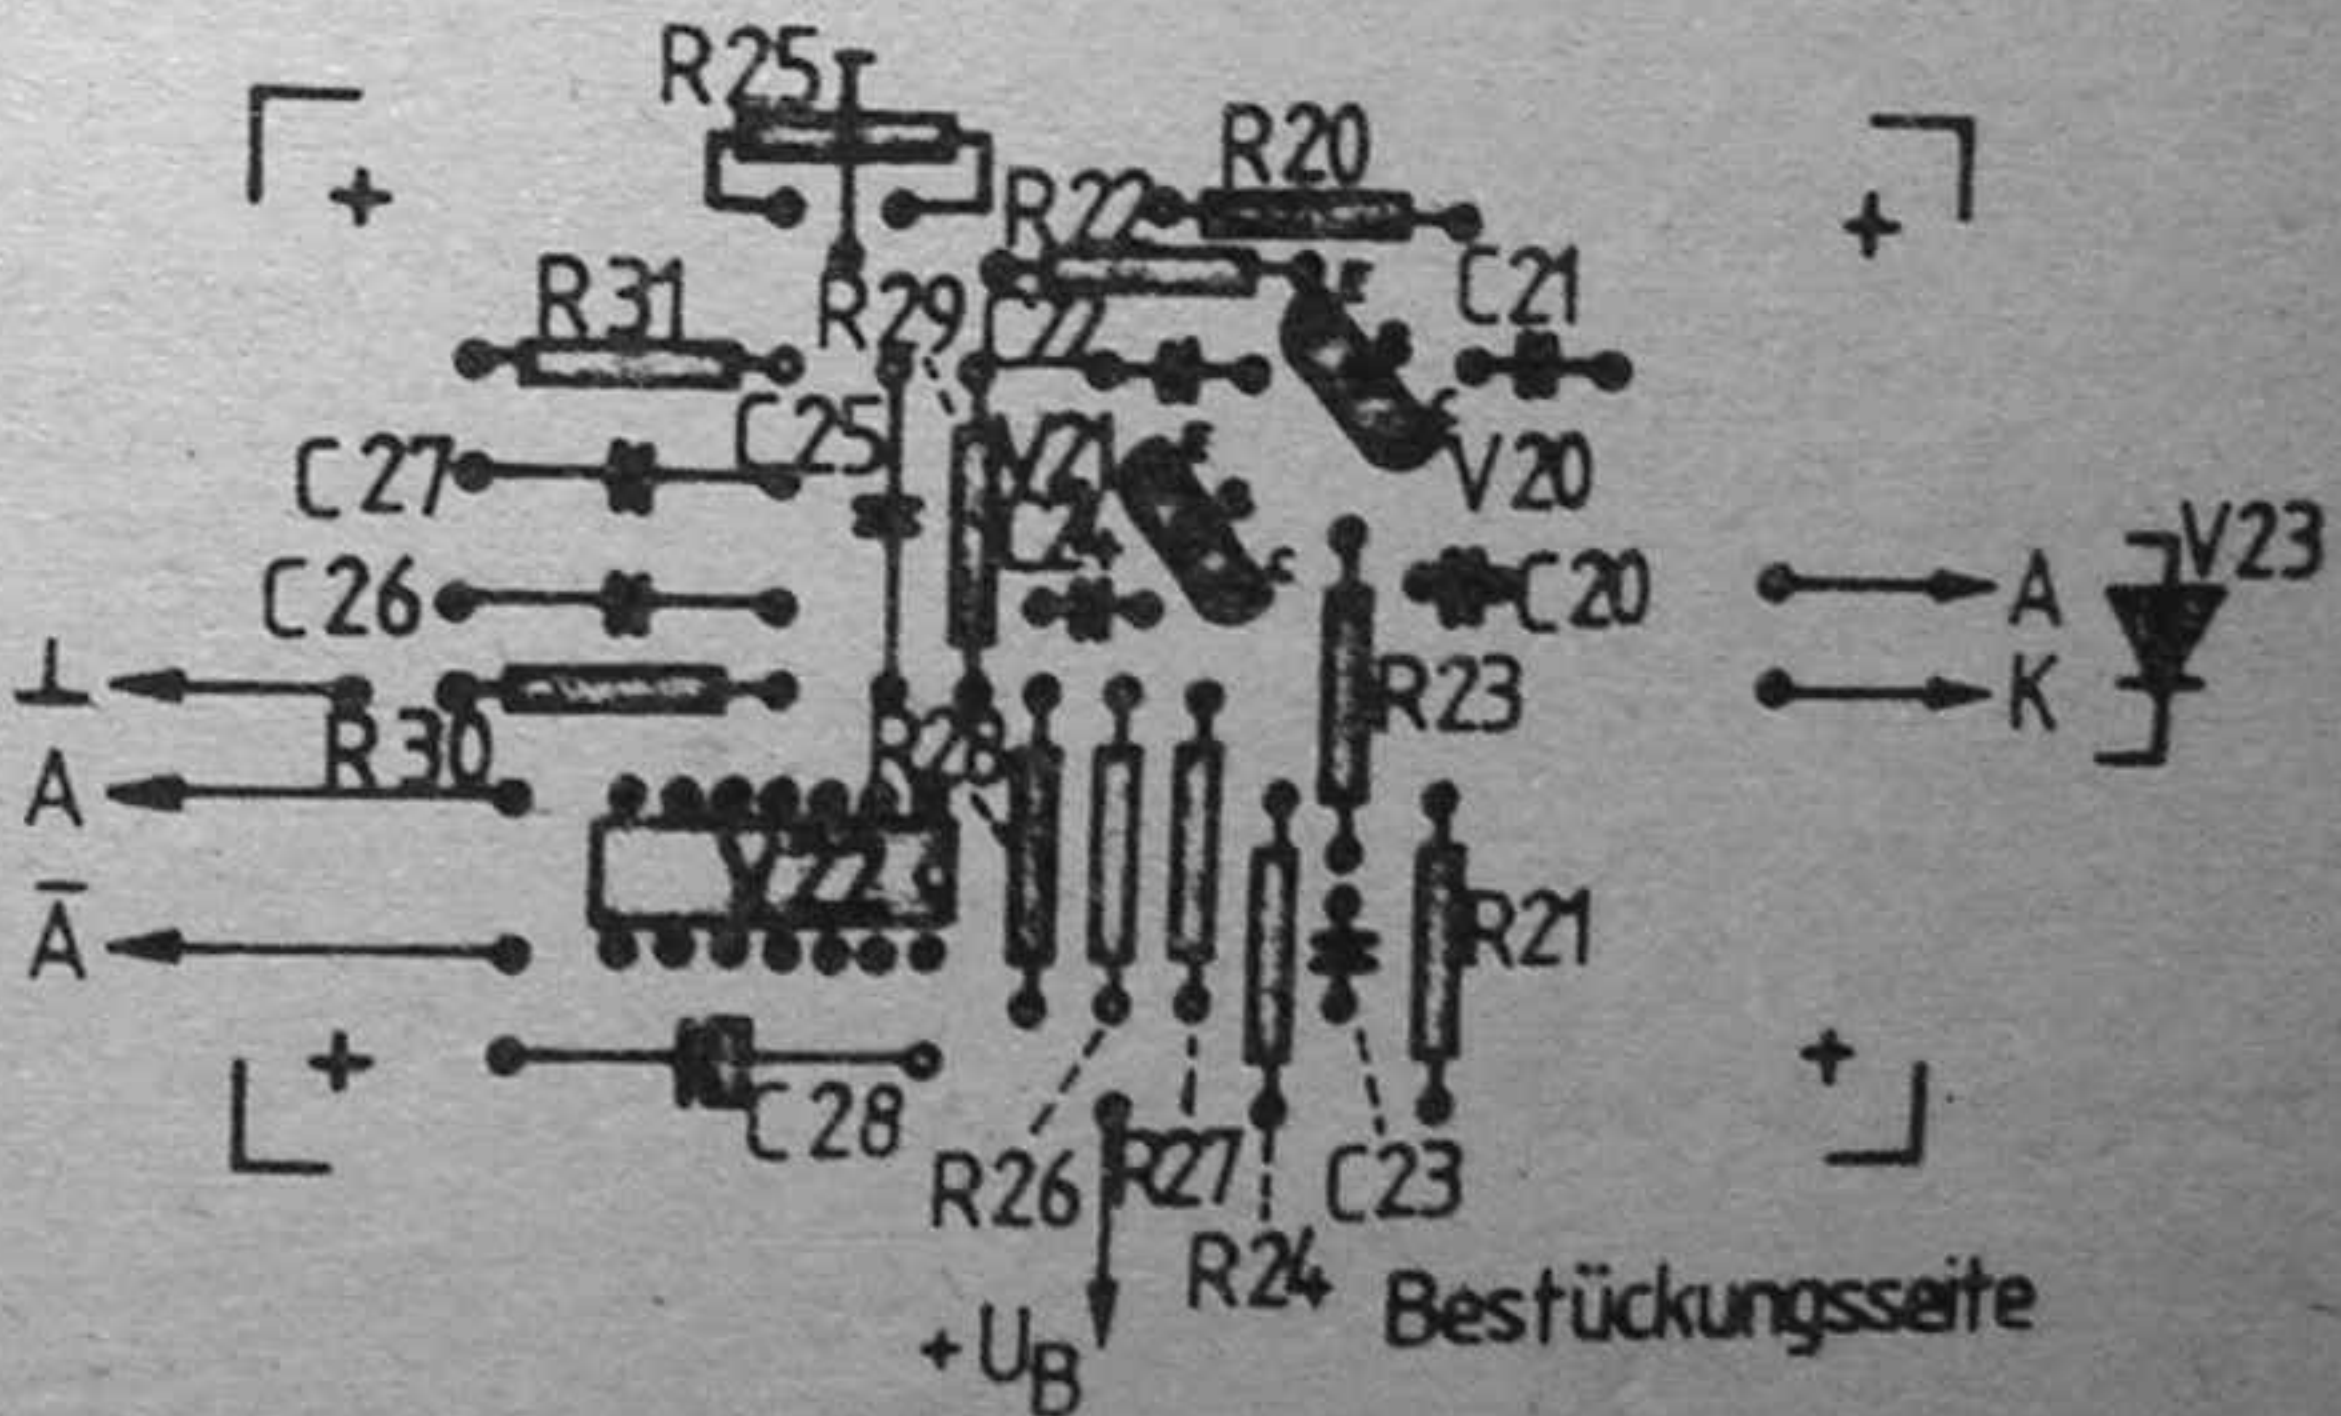 R25
R20
R22
R31
R29
C22
E
C21
C25
V21
E
C
V20
C27
C24
V23
C26
C
C20
A
⊥
R23
K
R30
R28
A
V22
R21
Ā
C28
R26
R27
C23
R24
+UB
Bestückungsseite